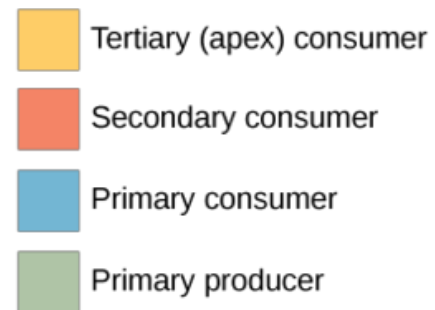 Tertiary (apex) consumer
Secondary consumer
Primary consumer
Primary producer